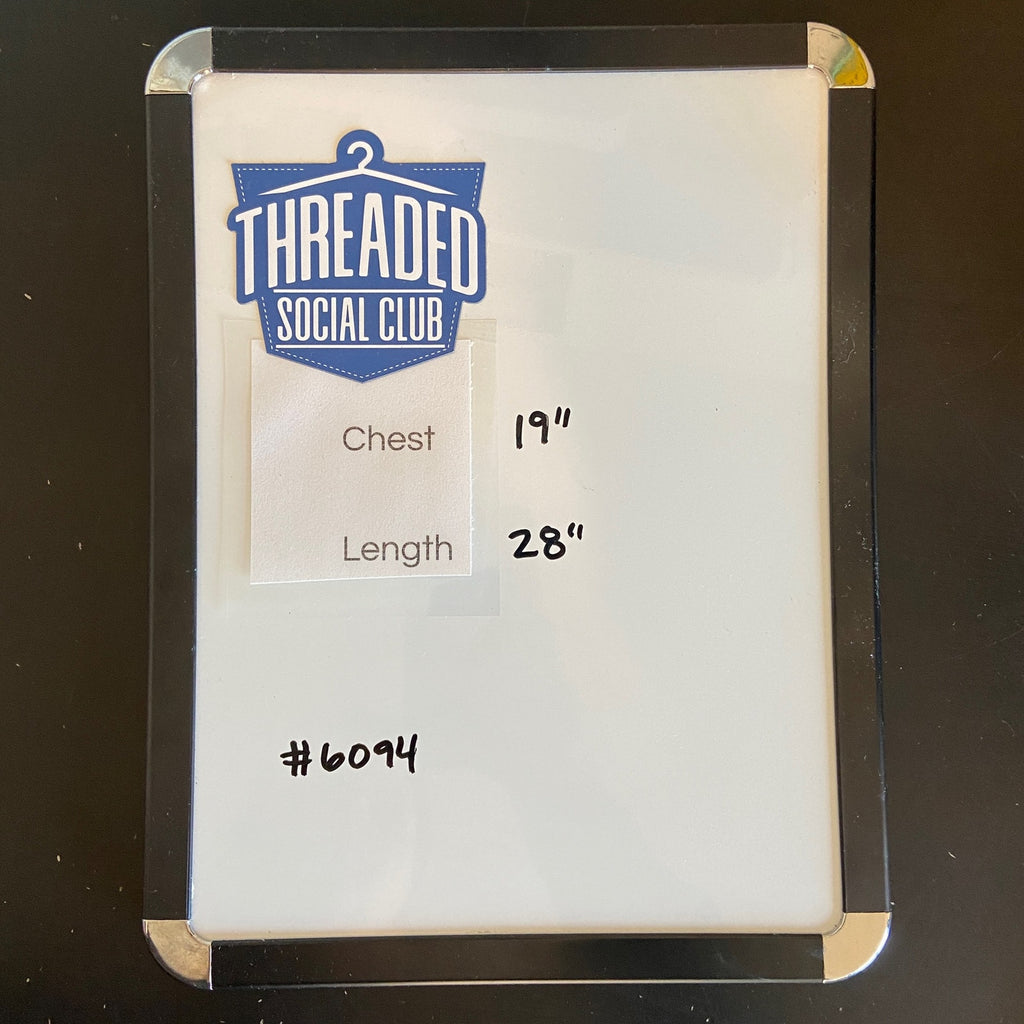 THREADED
SOCIAL CLUB
Chest 19"
Length 28"
#6094